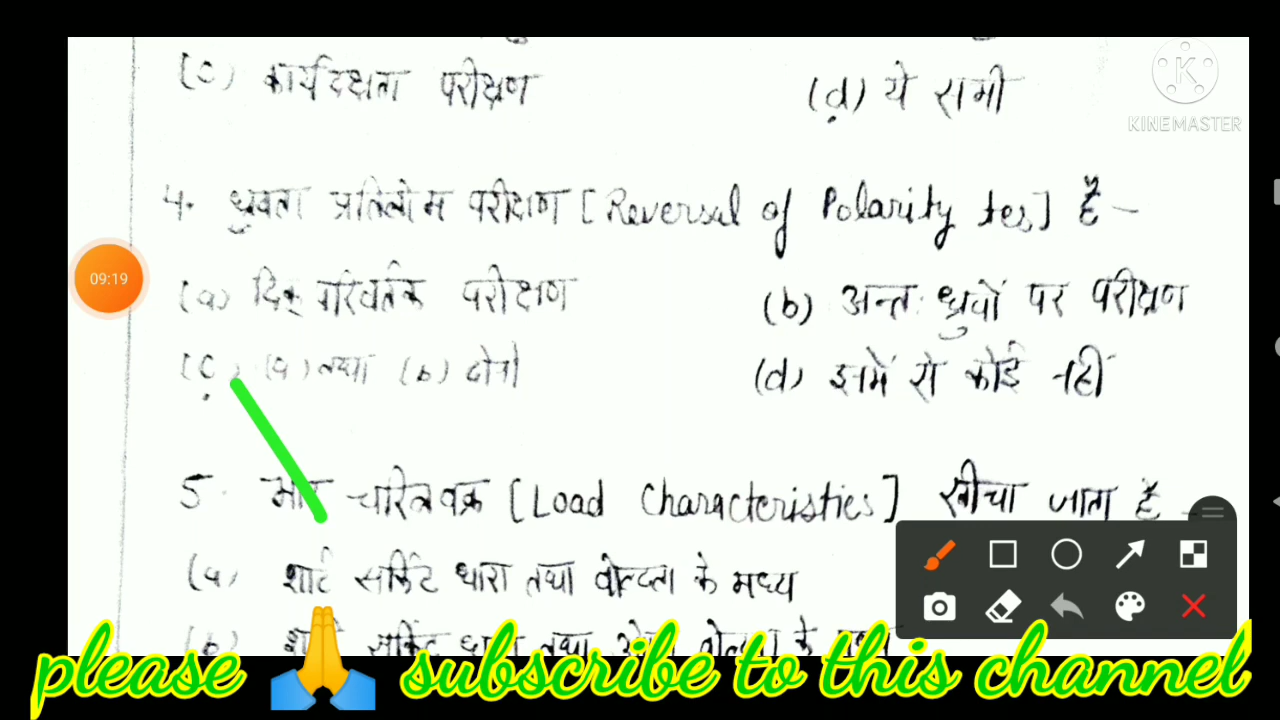 (c) कार्यदक्षता परीक्षण (d) ये सभी
KINEMASTER
4. ध्रुवता प्रतिलोम परीक्षण [Reversal of Polarity tes] है –
09:19
(a) दिक् परिवर्तक परीक्षण (b) अन्तः ध्रुवों पर परीक्षण
(c) (a) तथा (b) दोनो (d) इनमें से कोई नहीं
5. भार चारित्रवक्र [Load Characteristics] खीचा जाता है -
(a) शार्ट सर्किट धारा तथा वोल्टता के मध्य
(b) सर्किट धारा तथा
please 🙏 subscribe to this channel